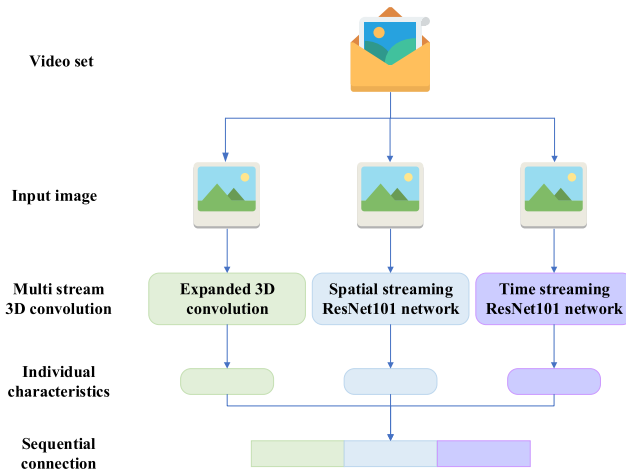 Video set
Input image
Multi stream
3D convolution
Expanded 3D
convolution
Spatial streaming
ResNet101 network
Time streaming
ResNet101 network
Individual
characteristics
Sequential
connection